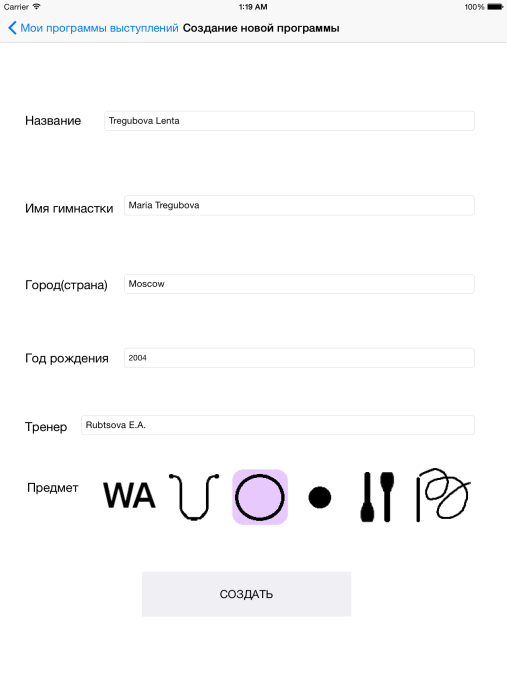 Carrier 1:19 AM 100%
Мои программы выступлений Создание новой программы
Название Tregubova Lenta
Имя гимнастки Maria Tregubova
Город(страна) Moscow
Год рождения 2004
Тренер Rubtsova E.A.
Предмет WA
СОЗДАТЬ